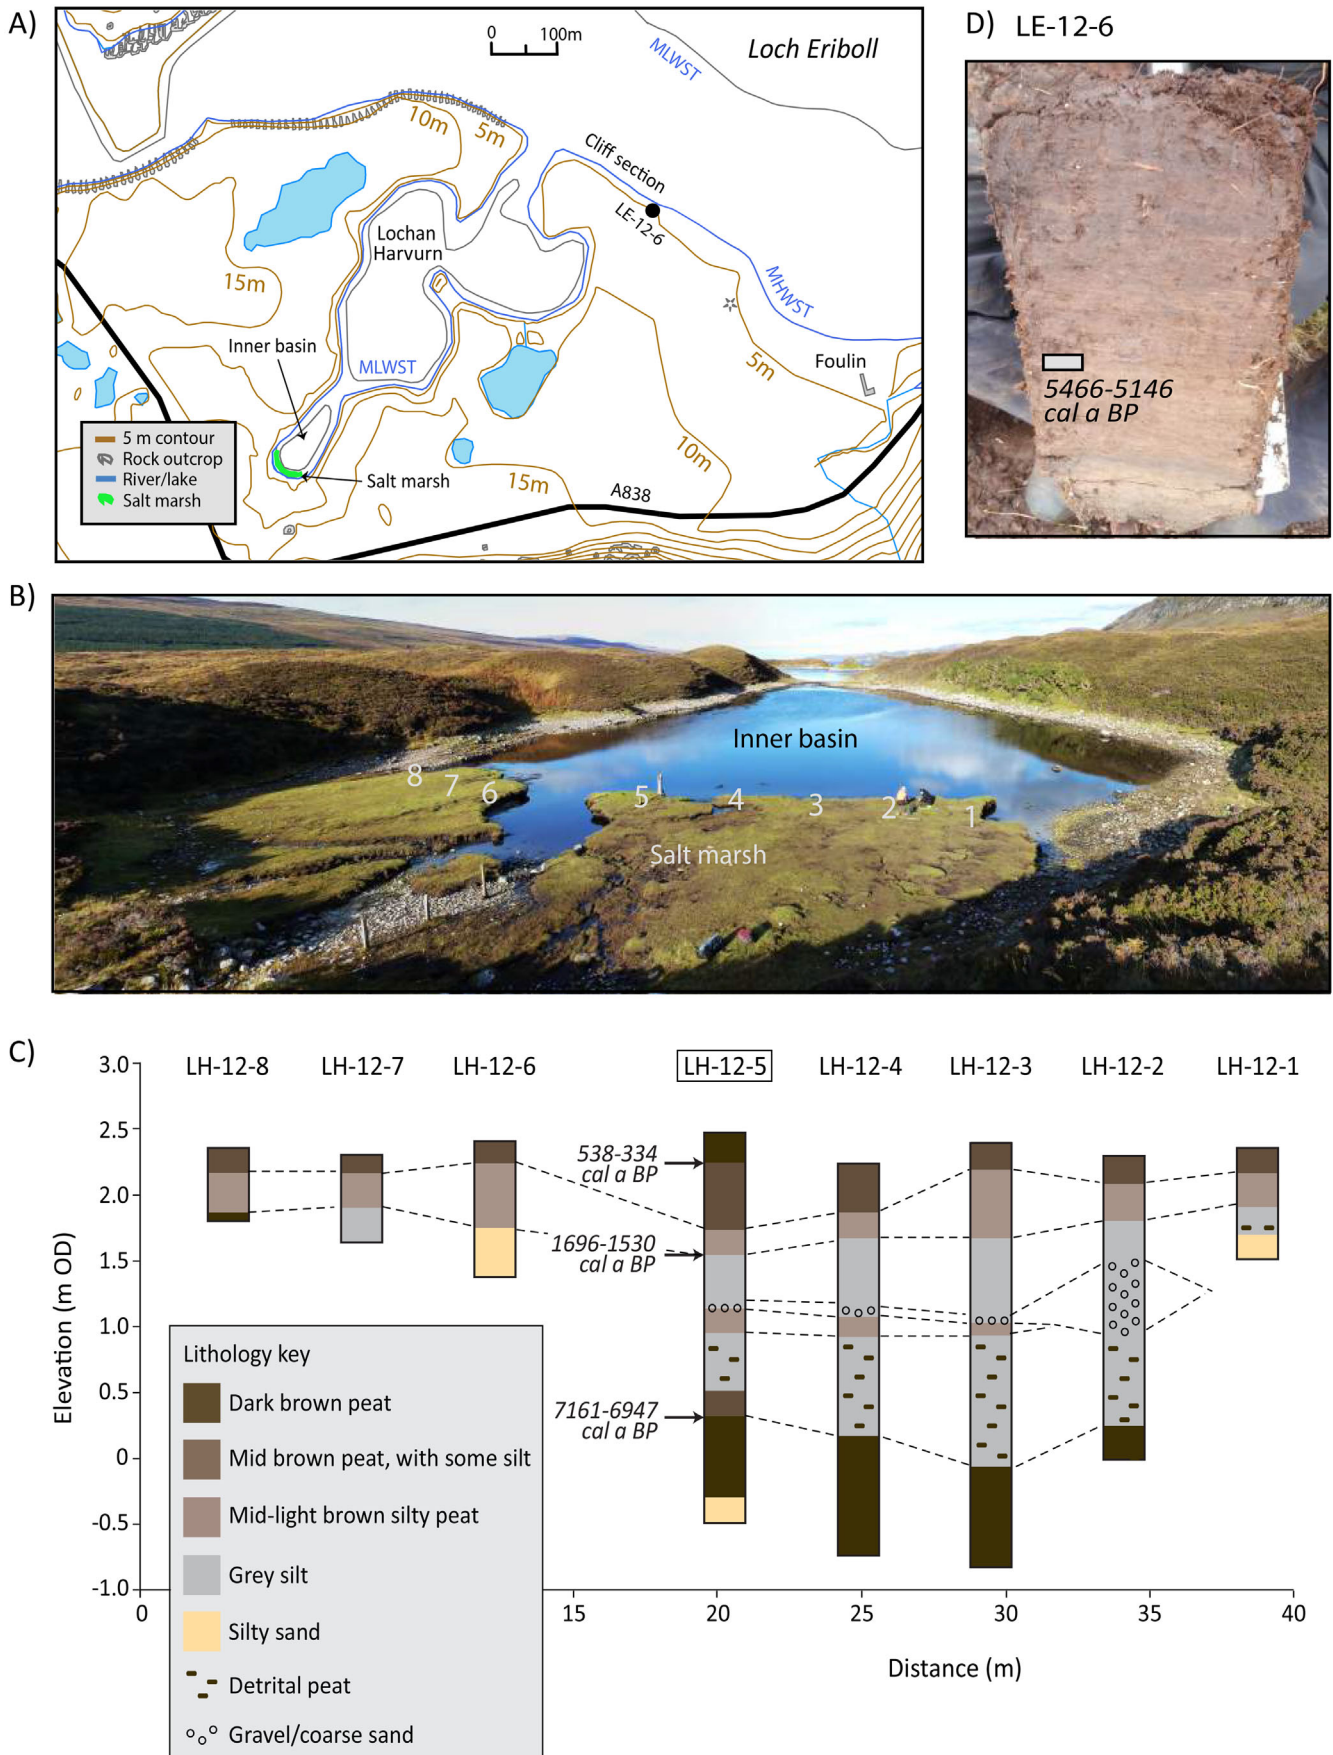 A)
0 100m
Loch Eriboll
MLWST
10m
5m
Cliff section
LE-12-6
Lochan
Harvurn
15m
MHWST
Inner basin
MLWST
5m
Foulin
10m
5 m contour
Rock outcrop
River/lake
Salt marsh
Salt marsh
15m
A838
D) LE-12-6
5466-5146
cal a BP
B)
Inner basin
8 7 6 5 4 3 2 1
Salt marsh
C)
LH-12-8 LH-12-7 LH-12-6 LH-12-5 LH-12-4 LH-12-3 LH-12-2 LH-12-1
3.0
2.5
2.0
1.5
1.0
0.5
0
-0.5
-1.0
Elevation (m OD)
538-334
cal a BP
1696-1530
cal a BP
7161-6947
cal a BP
Lithology key
Dark brown peat
Mid brown peat, with some silt
Mid-light brown silty peat
Grey silt
Silty sand
Detrital peat
Gravel/coarse sand
0 15 20 25 30 35 40
Distance (m)